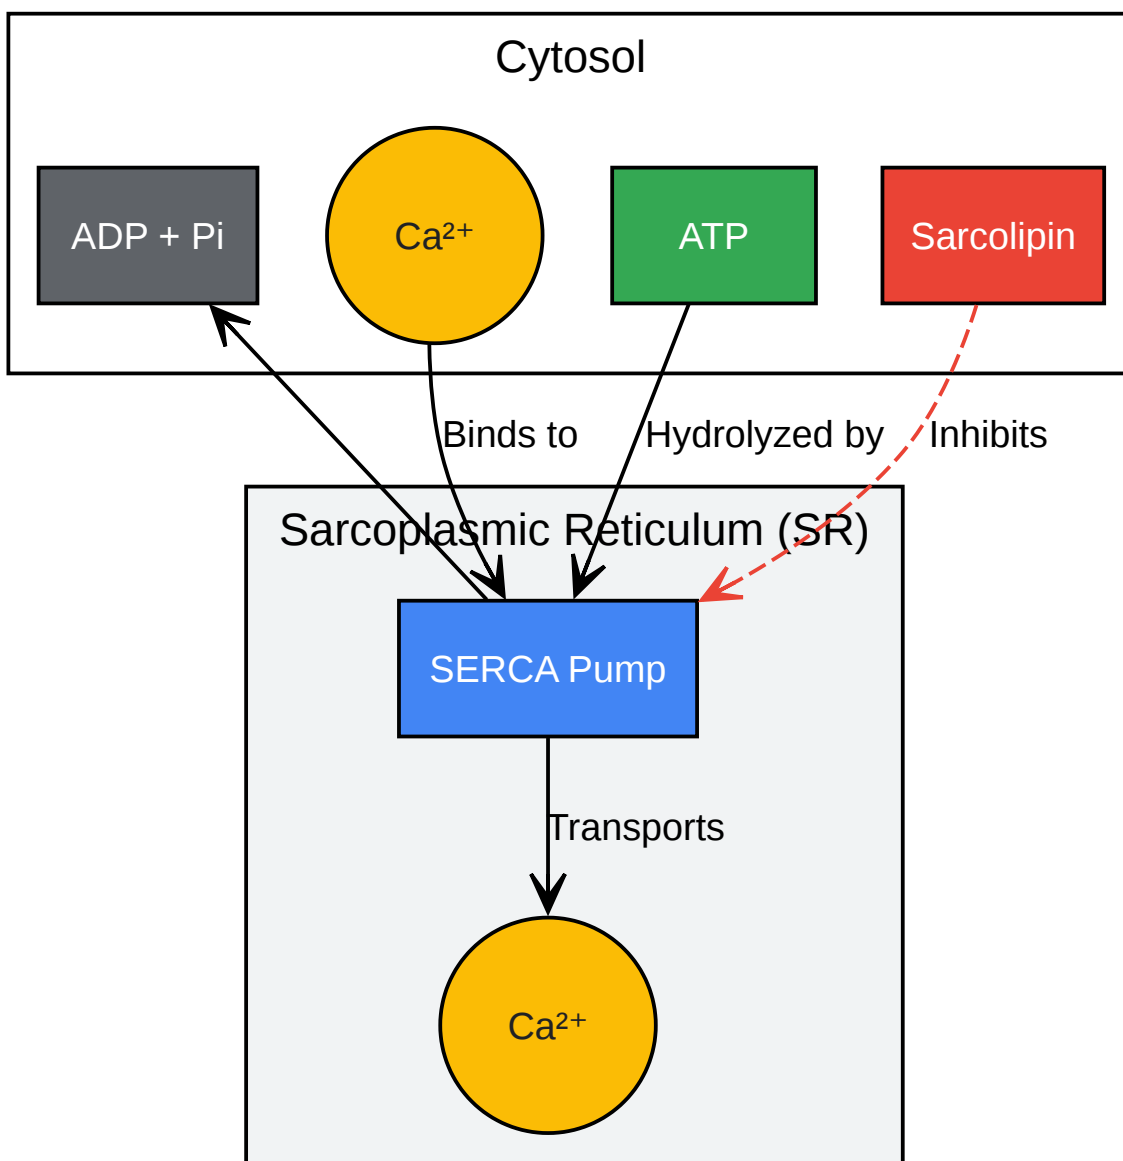 Cytosol
ADP + Pi
Ca²⁺
ATP
Sarcolipin
Binds to
Hydrolyzed by
Inhibits
Sarcoplasmic Reticulum (SR)
SERCA Pump
Transports
Ca²⁺